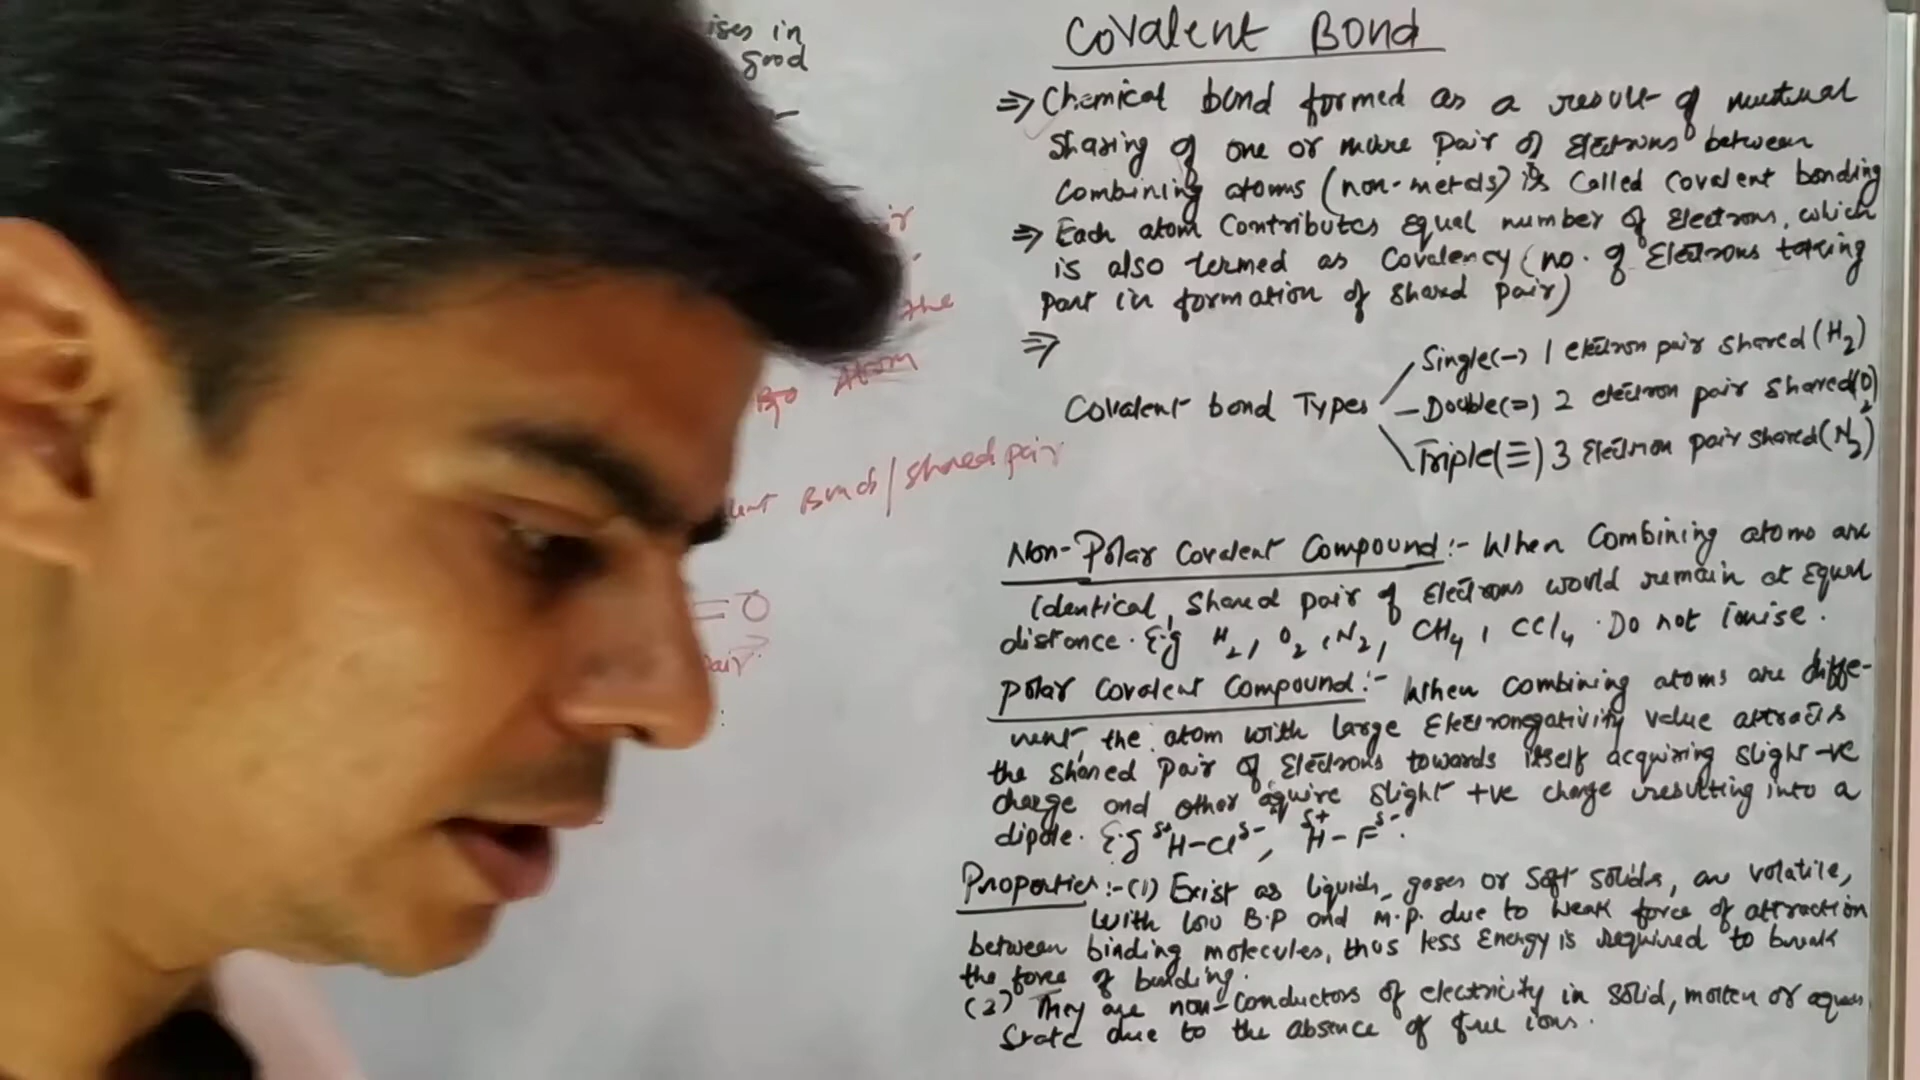 ises in
good
ir
the
Atom
Bond/shared pair
=O
pair
Covalent Bond
⇒ Chemical bond formed as a result of mutual
sharing of one or more pair of electrons between
combining atoms (non-metals) is called covalent bonding
⇒ Each atom contributes equal number of electrons, which
is also termed as Covalency (no. of electrons taking
part in formation of shared pair)
⇒
Single(-) 1 electron pair shared (H2)
Covalent bond Types - Double(=) 2 electron pair shared (O2)
Triple(≡) 3 Electron pair shared (N2)
Non-Polar Covalent Compound:- When Combining atoms are
identical, shared pair of electrons would remain at equal
distance. E.g H2, O2, N2, CH4, CCl4. Do not ionise.
Polar Covalent Compound:- When combining atoms are diffe-
rent, the atom with large Electronegativity value attracts
the shared pair of electrons towards itself acquiring slight -ve
charge and other aquire slight +ve charge resulting into a
dipole. E.g δ+H-Clδ-, δ+H-Fδ-.
Properties:-(1) Exist as liquids, gases or soft solids, are volatile,
with low B.P and M.P. due to weak force of attraction
between binding molecules, thus less Energy is required to break
the force of bonding.
(2) They are non-conductors of electricity in solid, molten or aqueous
state due to the absence of free ions.